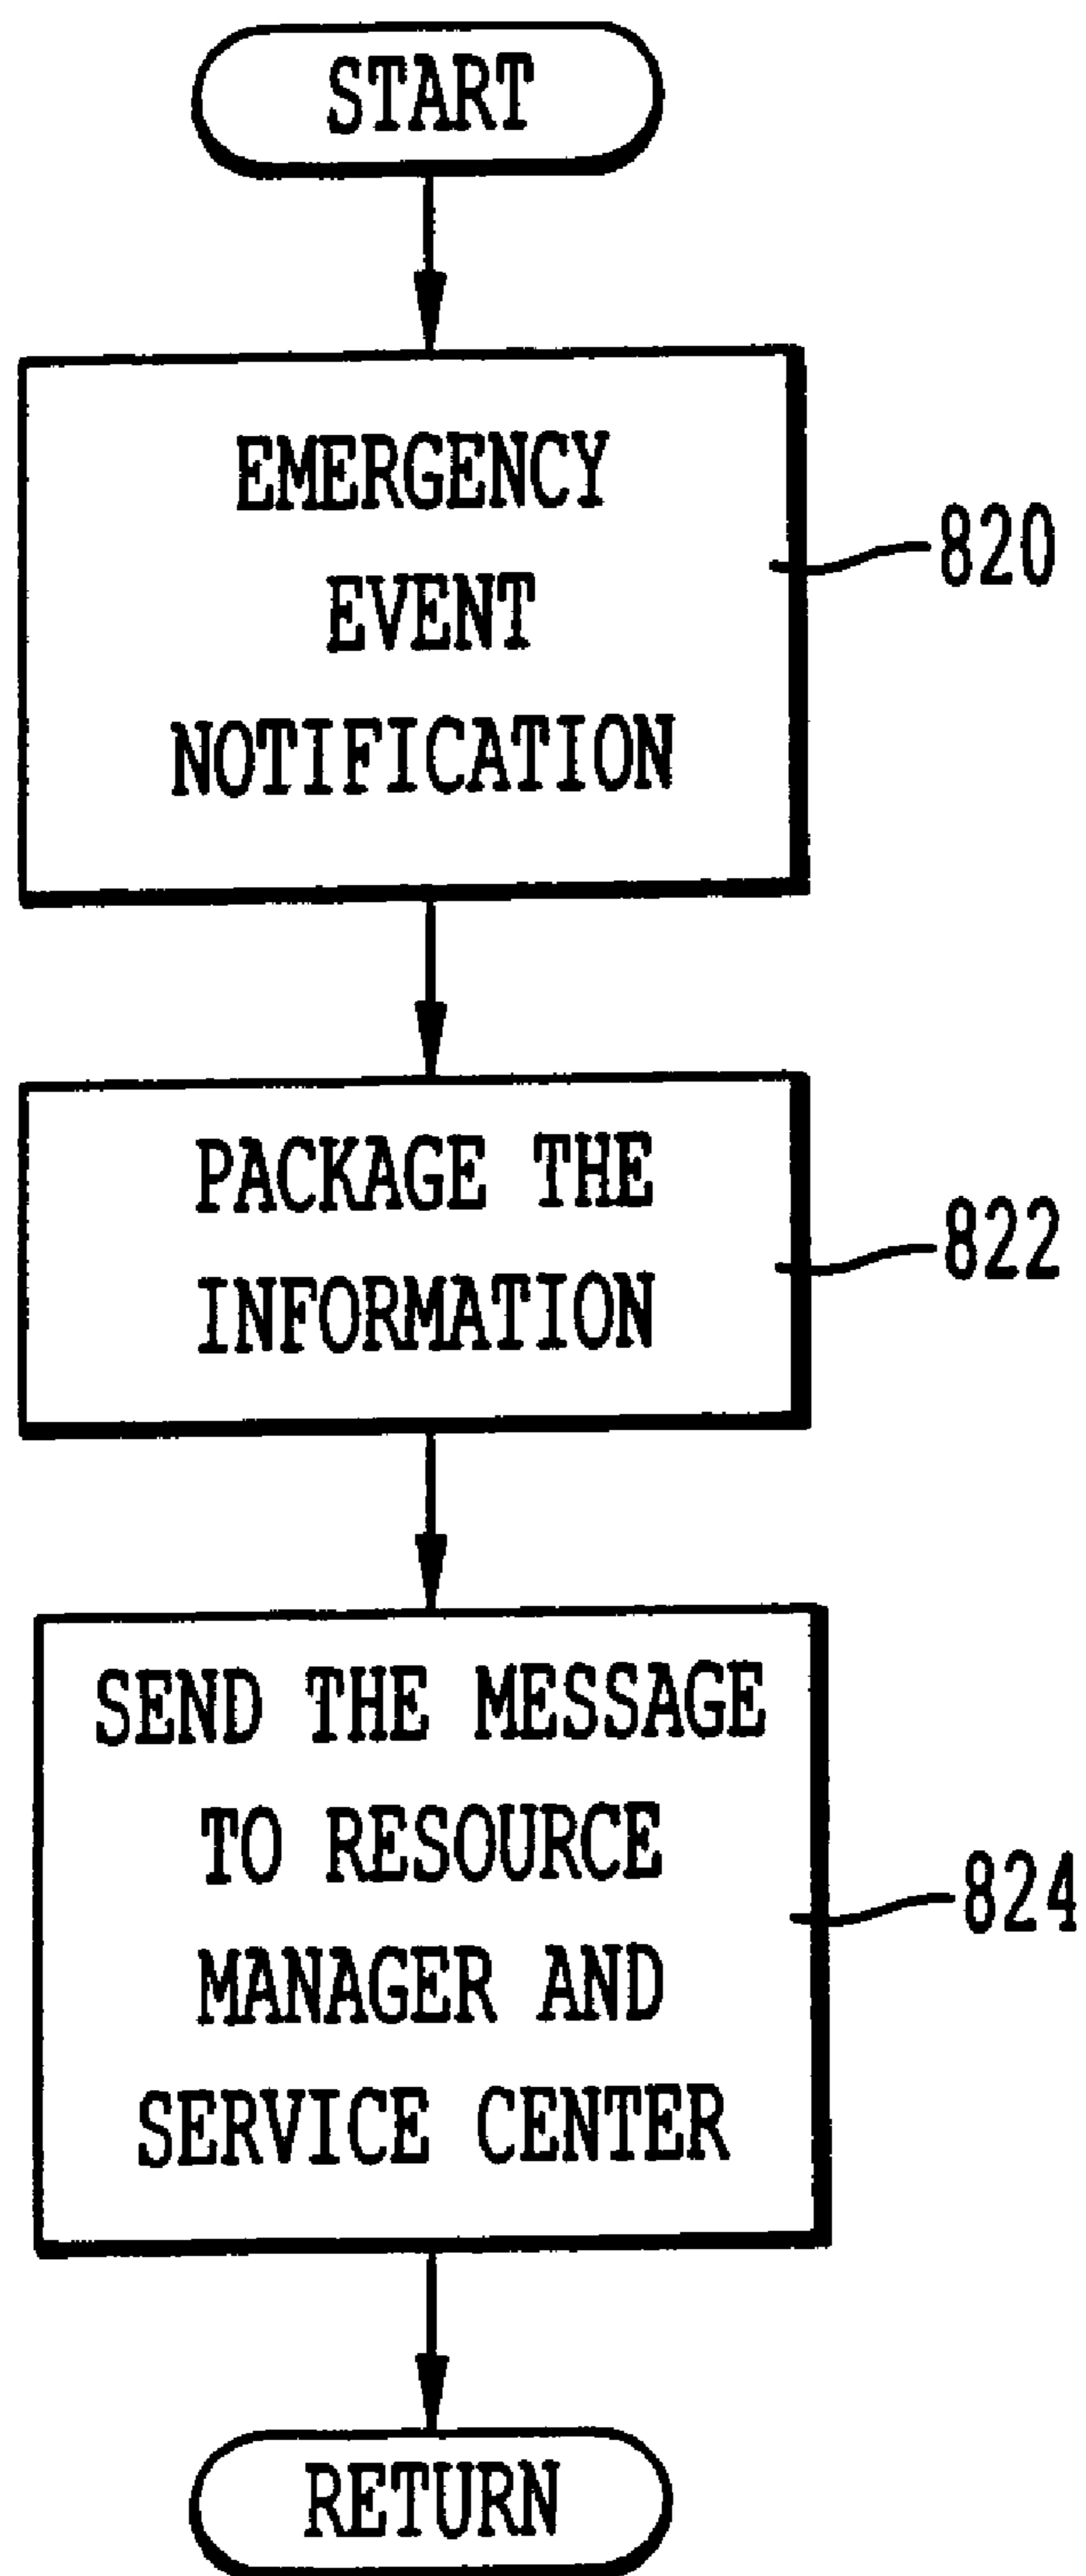 START
EMERGENCY
EVENT
NOTIFICATION
820
PACKAGE THE
INFORMATION
822
SEND THE MESSAGE
TO RESOURCE
MANAGER AND
SERVICE CENTER
824
RETURN